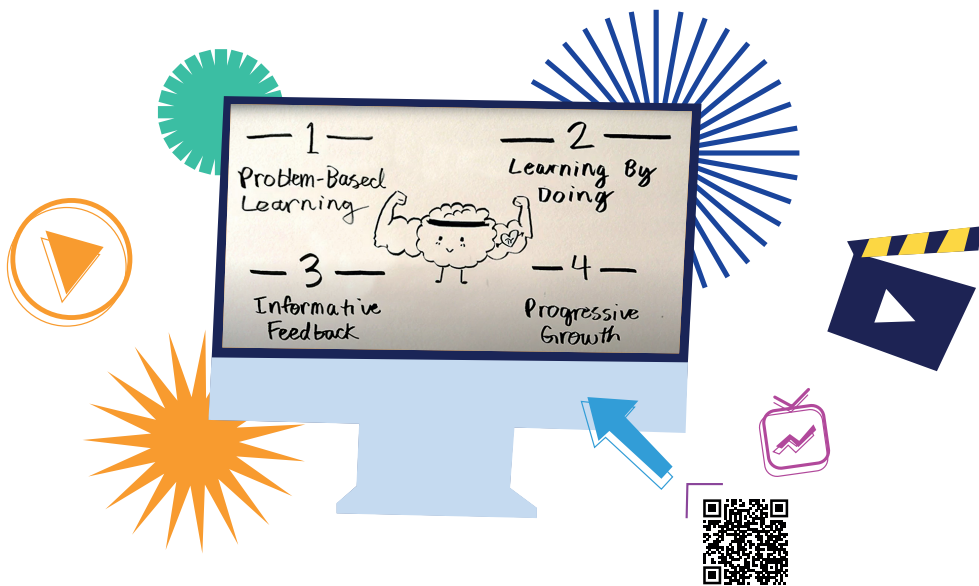 1
Problem-Based
Learning
2
Learning By
Doing
3
Informative
Feedback
4
Progressive
Growth